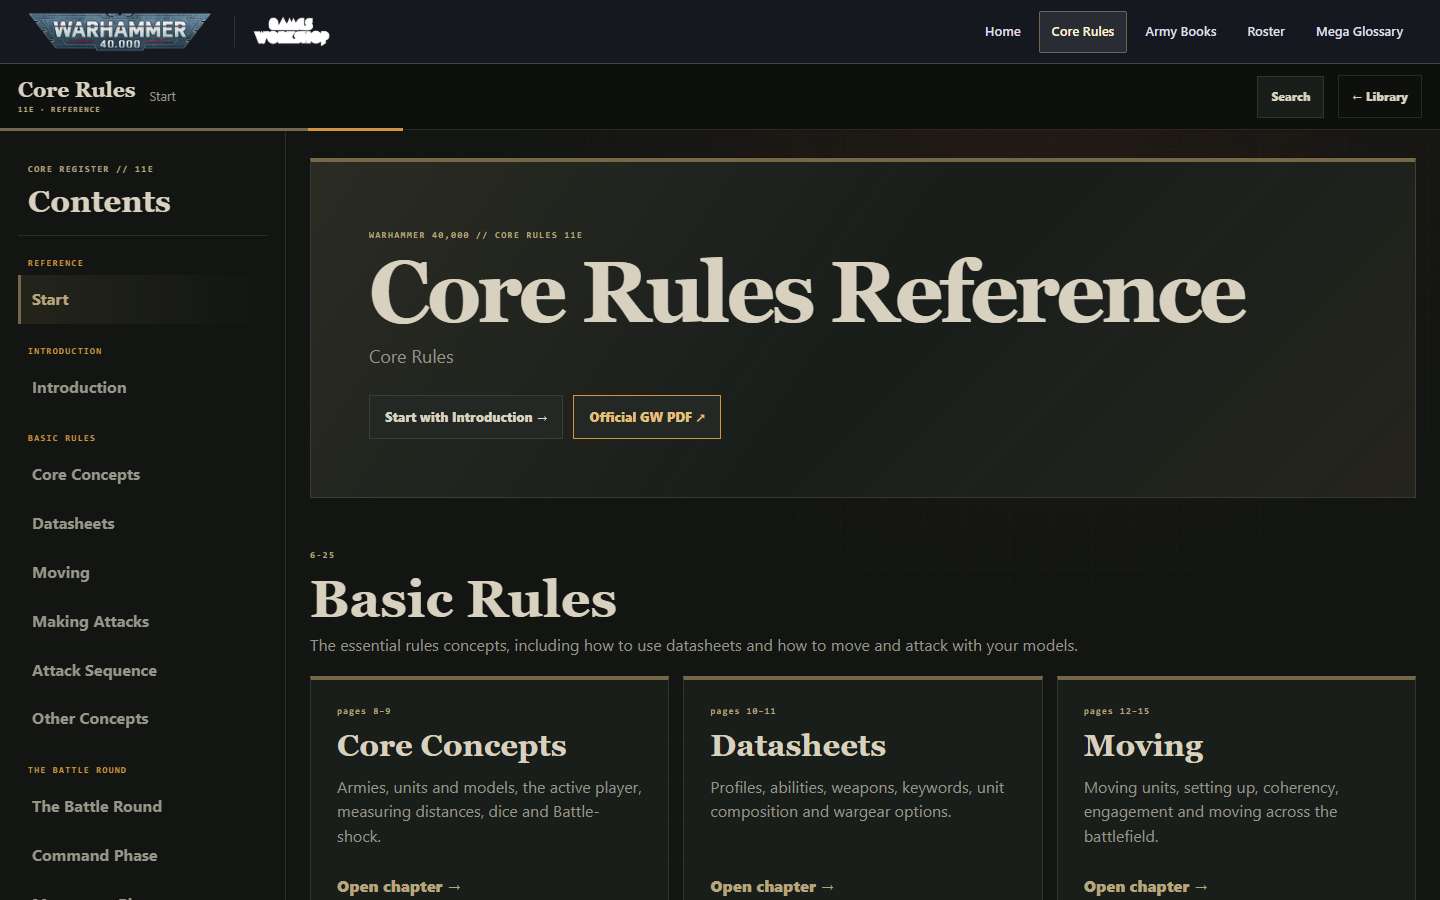 WARHAMMER
40,000
GAMES
WORKSHOP
Home
Core Rules
Army Books
Roster
Mega Glossary
Core Rules
Start
11E - REFERENCE
Search
← Library
CORE REGISTER // 11E
Contents
REFERENCE
Start
INTRODUCTION
Introduction
BASIC RULES
Core Concepts
Datasheets
Moving
Making Attacks
Attack Sequence
Other Concepts
THE BATTLE ROUND
The Battle Round
Command Phase
WARHAMMER 40,000 // CORE RULES 11E
Core Rules Reference
Core Rules
Start with Introduction →
Official GW PDF ↗
6–25
Basic Rules
The essential rules concepts, including how to use datasheets and how to move and attack with your models.
pages 8–9
Core Concepts
Armies, units and models, the active player,
measuring distances, dice and Battle-
shock.
Open chapter →
pages 10–11
Datasheets
Profiles, abilities, weapons, keywords, unit
composition and wargear options.
Open chapter →
pages 12–15
Moving
Moving units, setting up, coherency,
engagement and moving across the
battlefield.
Open chapter →